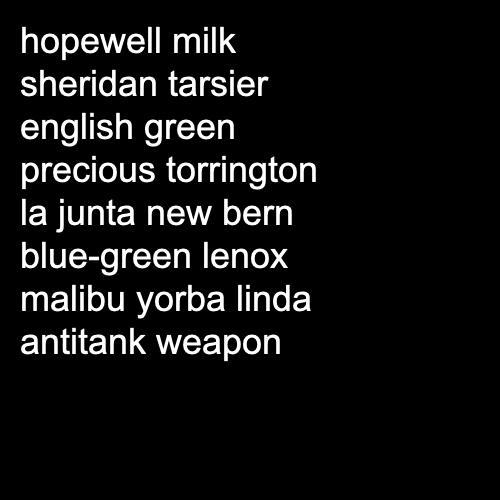 hopewell milk
sheridan tarsier
english green
precious torrington
la junta new bern
blue-green lenox
malibu yorba linda
antitank weapon